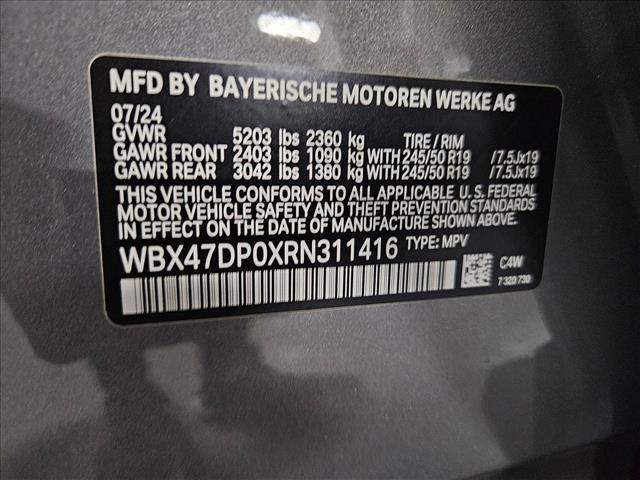 MFD BY BAYERISCHE MOTOREN WERKE AG
07/24
GVWR 5203 lbs 2360 kg TIRE / RIM
GAWR FRONT 2403 lbs 1090 kg WITH 245/50 R19 /7.5Jx19
GAWR REAR 3042 lbs 1380 kg WITH 245/50 R19 /7.5Jx19
THIS VEHICLE CONFORMS TO ALL APPLICABLE U.S. FEDERAL
MOTOR VEHICLE SAFETY AND THEFT PREVENTION STANDARDS
IN EFFECT ON THE DATE OF MANUFACTURE SHOWN ABOVE.
WBX47DP0XRN311416 TYPE: MPV
C4W
7 320 730